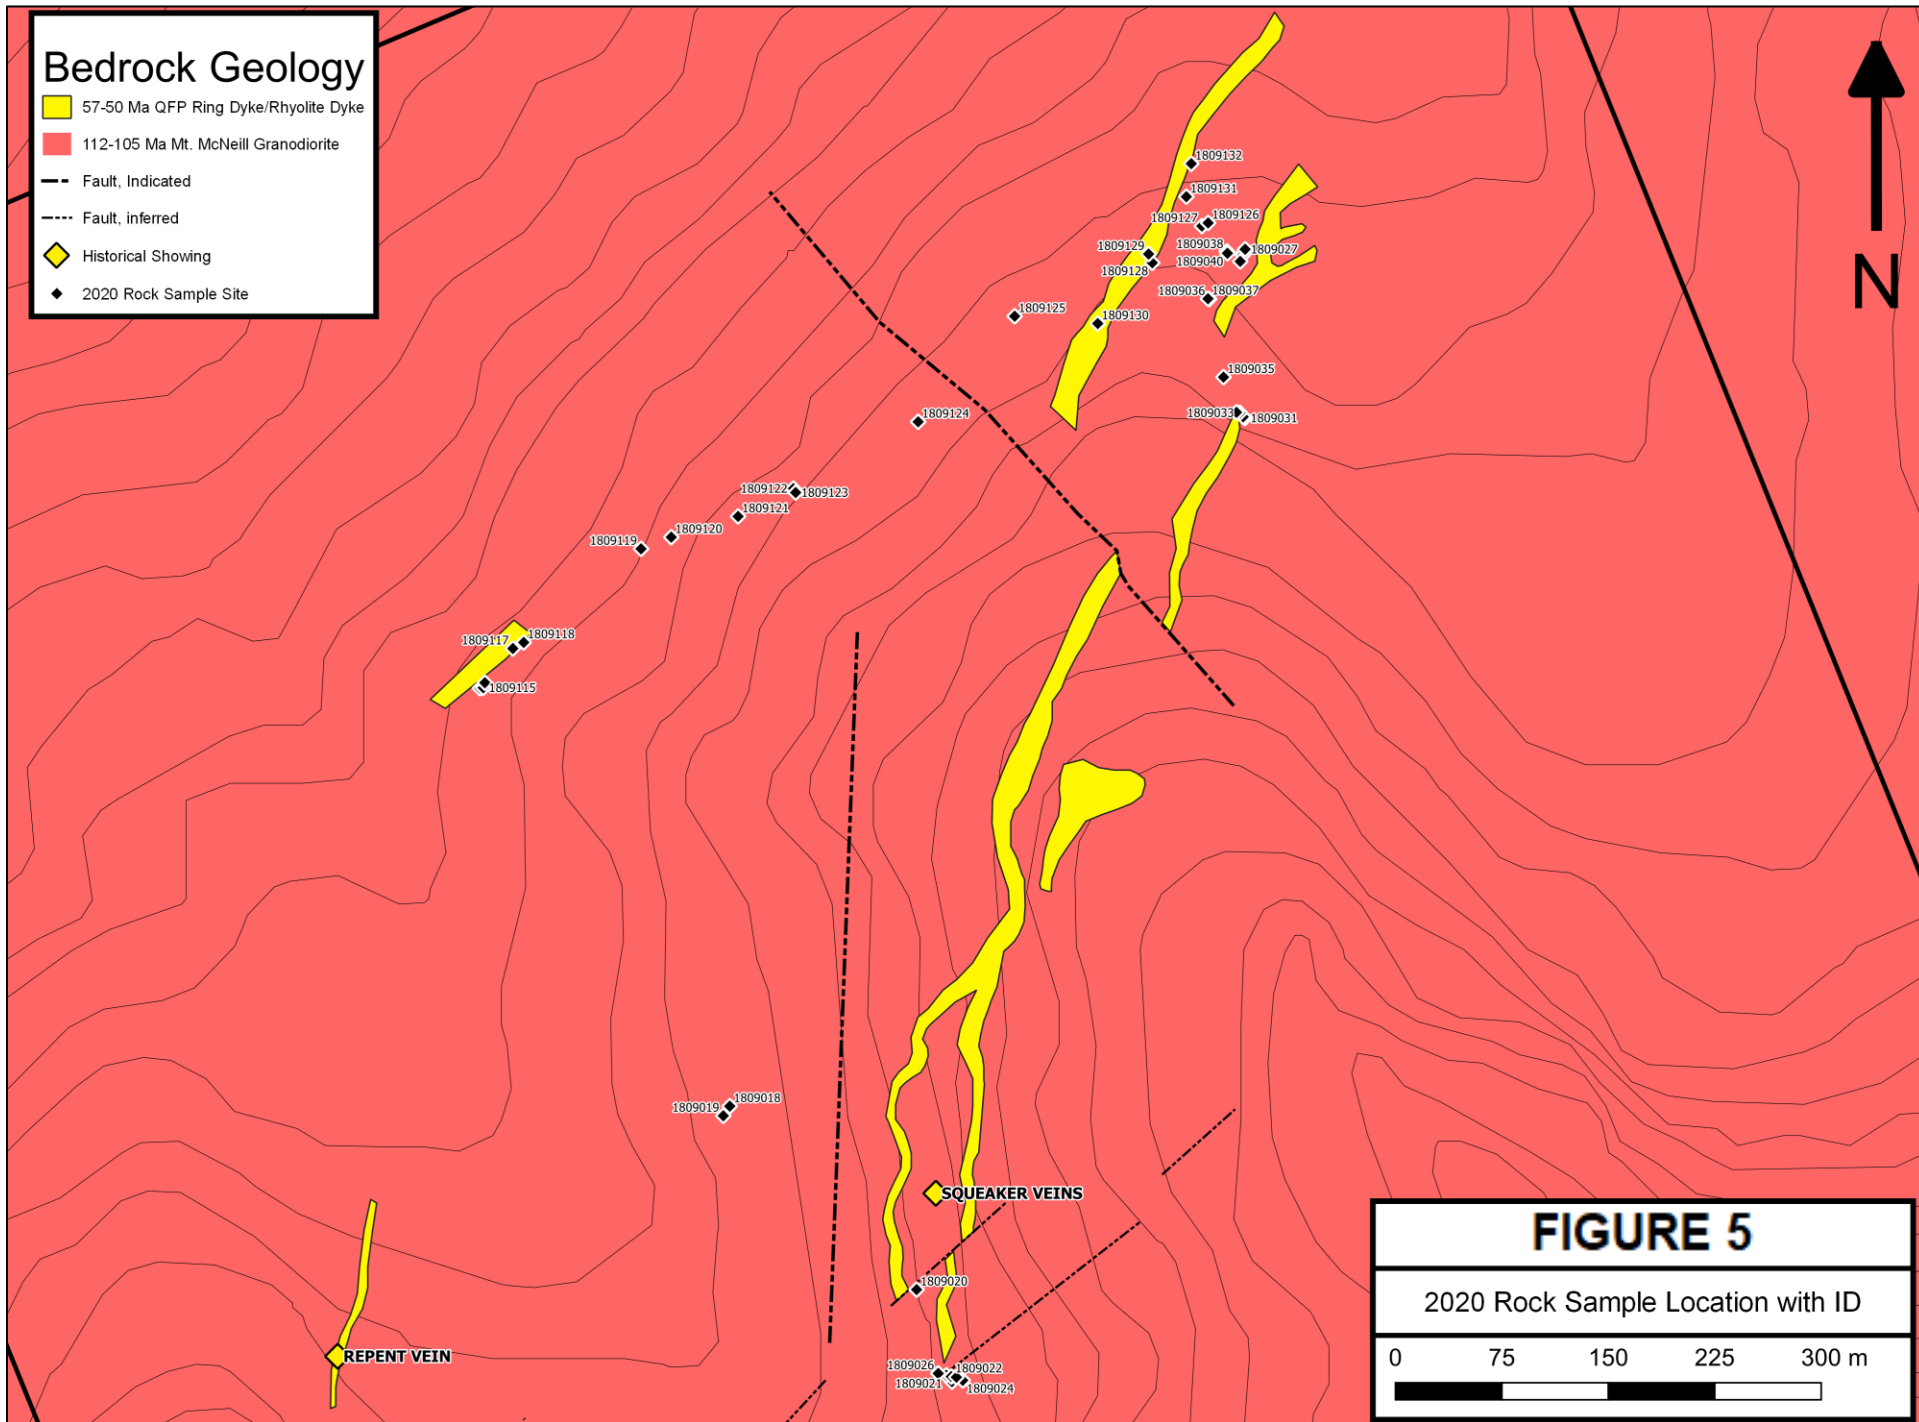 Bedrock Geology
57-50 Ma QFP Ring Dyke/Rhyolite Dyke
112-105 Ma Mt. McNeill Granodiorite
Fault, Indicated
Fault, inferred
Historical Showing
2020 Rock Sample Site
N
1809132
1809131
1809127
1809126
1809129
1809038
1809027
1809128
1809040
1809036
1809037
1809125
1809130
1809035
1809033
1809031
1809124
1809122
1809123
1809121
1809120
1809119
1809117
1809118
1809115
1809018
1809019
SQUEAKER VEINS
1809020
REPENT VEIN
1809026
1809022
1809021
1809024
FIGURE 5
2020 Rock Sample Location with ID
0 75 150 225 300 m